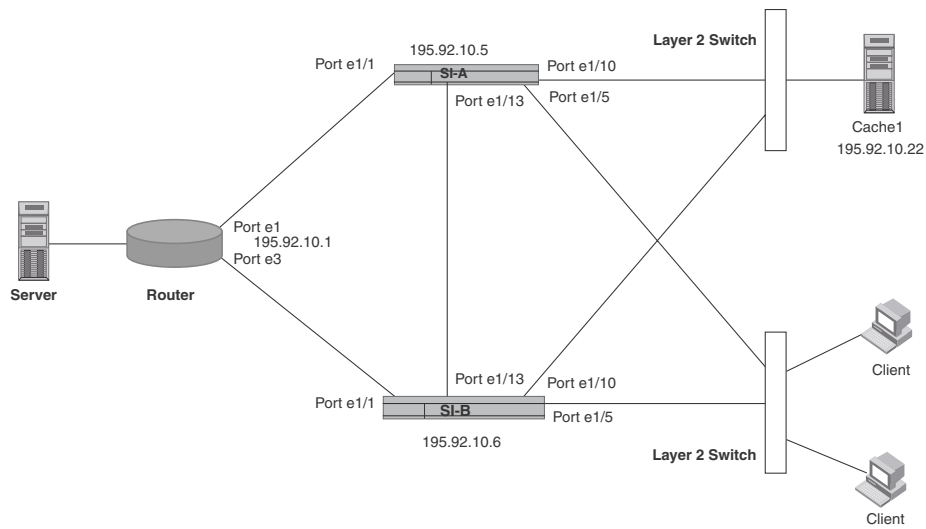 Layer 2 Switch
195.92.10.5
Port e1/1
SI-A
Port e1/10
Port e1/13
Port e1/5
Cache1
195.92.10.22
Port e1
195.92.10.1
Port e3
Server
Router
Client
Port e1/13
Port e1/10
Port e1/1
SI-B
Port e1/5
195.92.10.6
Layer 2 Switch
Client